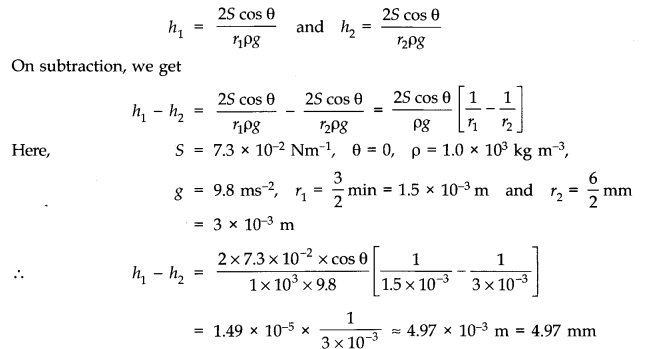 h₁ = 2S cos θ / r₁ρg and h₂ = 2S cos θ / r₂ρg
On subtraction, we get
h₁ − h₂ = 2S cos θ / r₁ρg − 2S cos θ / r₂ρg = 2S cos θ / ρg [1/r₁ − 1/r₂]
Here, S = 7.3 × 10⁻² Nm⁻¹, θ = 0, ρ = 1.0 × 10³ kg m⁻³,
g = 9.8 ms⁻², r₁ = 3/2 min = 1.5 × 10⁻³ m and r₂ = 6/2 mm
= 3 × 10⁻³ m
∴ h₁ − h₂ = 2 × 7.3 × 10⁻² × cos θ / 1 × 10³ × 9.8 [1 / 1.5 × 10⁻³ − 1 / 3 × 10⁻³]
= 1.49 × 10⁻⁵ × 1 / 3 × 10⁻³ ≈ 4.97 × 10⁻³ m = 4.97 mm